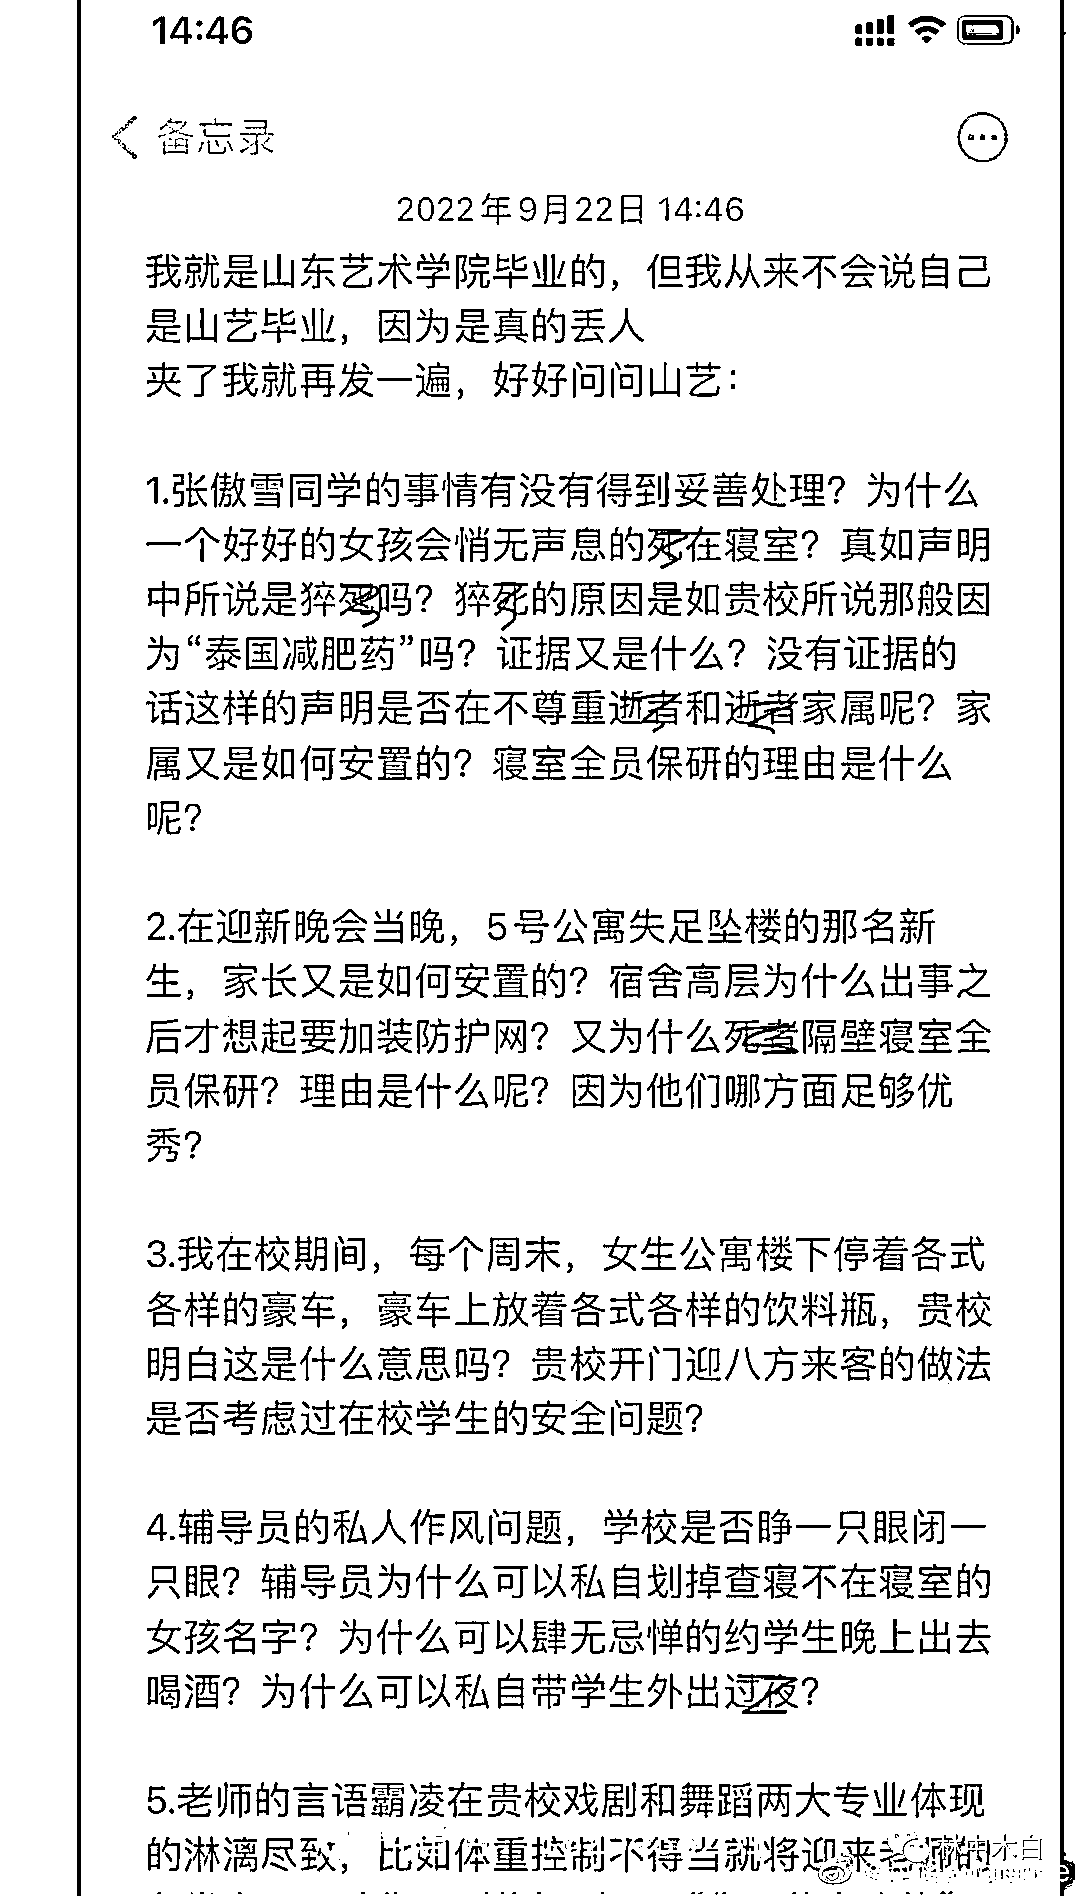 14:46
备忘录
2022年9月22日 14:46
我就是山东艺术学院毕业的，但我从来不会说自己
是山艺毕业，因为是真的丢人
夹了我就再发一遍，好好问问山艺：
1.张傲雪同学的事情有没有得到妥善处理？为什么
一个好好的女孩会悄无声息的死在寝室？真如声明
中所说是猝死吗？猝死的原因是如贵校所说那般因
为“泰国减肥药”吗？证据又是什么？没有证据的
话这样的声明是否在不尊重逝者和逝者家属呢？家
属又是如何安置的？寝室全员保研的理由是什么
呢？
2.在迎新晚会当晚，5号公寓失足坠楼的那名新
生，家长又是如何安置的？宿舍高层为什么出事之
后才想起要加装防护网？又为什么死者隔壁寝室全
员保研？理由是什么呢？因为他们哪方面足够优
秀？
3.我在校期间，每个周末，女生公寓楼下停着各式
各样的豪车，豪车上放着各式各样的饮料瓶，贵校
明白这是什么意思吗？贵校开门迎八方来客的做法
是否考虑过在校学生的安全问题？
4.辅导员的私人作风问题，学校是否睁一只眼闭一
只眼？辅导员为什么可以私自划掉查寝不在寝室的
女孩名字？为什么可以肆无忌惮的约学生晚上出去
喝酒？为什么可以私自带学生外出过夜？
5.老师的言语霸凌在贵校戏剧和舞蹈两大专业体现
的淋漓尽致，比如体重控制不得当就将迎来老师的